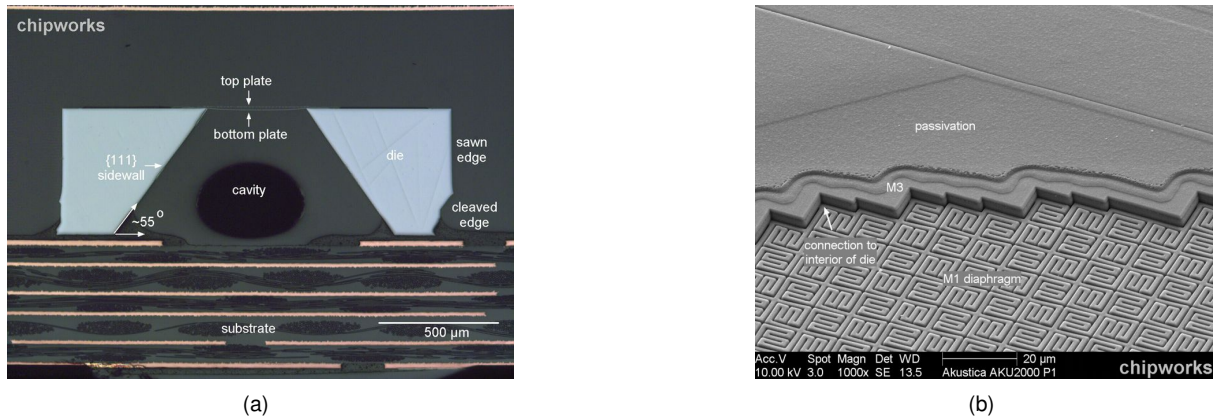 chipworks
top plate
bottom plate
{111}
sidewall
die
sawn
edge
cavity
cleaved
edge
~55°
substrate
500 µm
(a)
passivation
M3
connection to
interior of die
M1 diaphragm
Acc.V Spot Magn Det WD 20 µm
10.00 kV 3.0 1000x SE 13.5 Akustica AKU2000 P1
chipworks
(b)